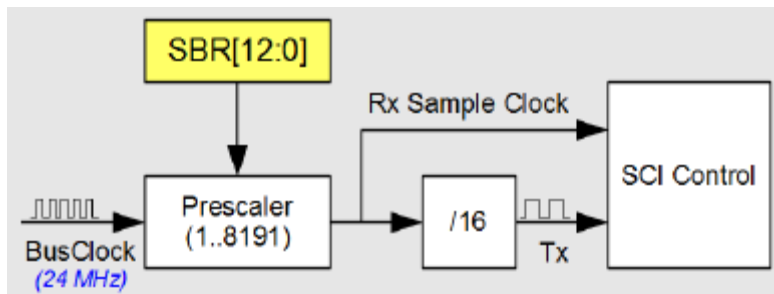 SBR[12:0]
Rx Sample Clock
SCI Control
Prescaler
(1..8191)
/16
BusClock
(24 MHz)
Tx